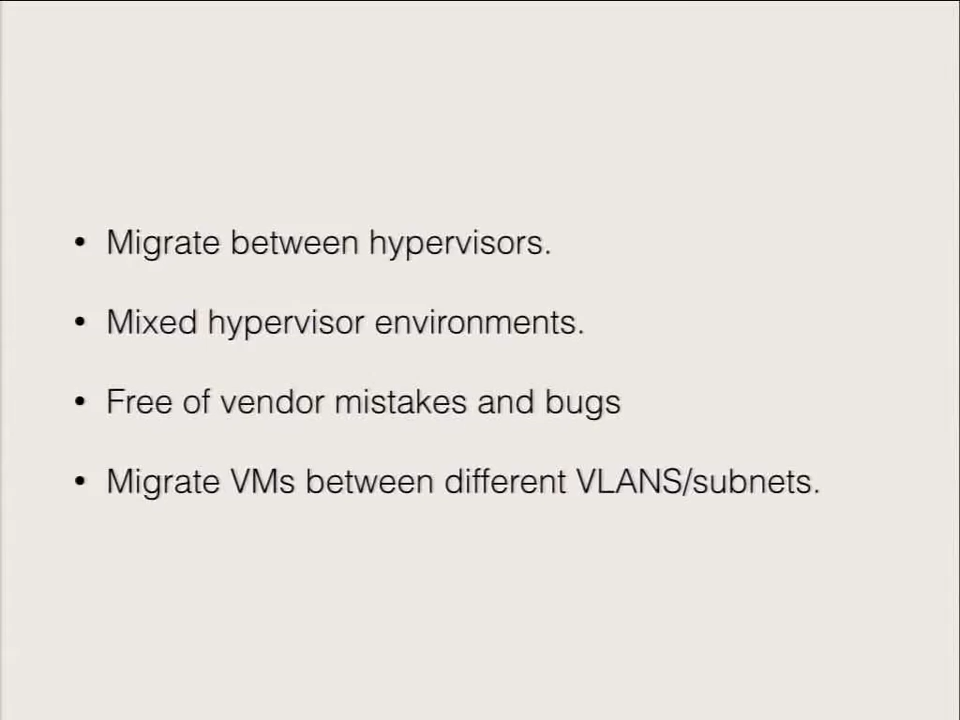 • Migrate between hypervisors.
• Mixed hypervisor environments.
• Free of vendor mistakes and bugs
• Migrate VMs between different VLANS/subnets.